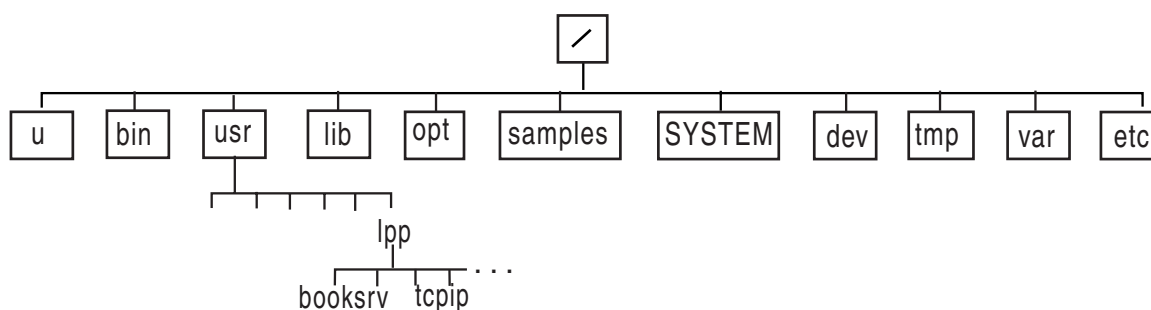 /
u bin usr lib opt samples SYSTEM dev tmp var etc
lpp
. . .
booksrv tcpip